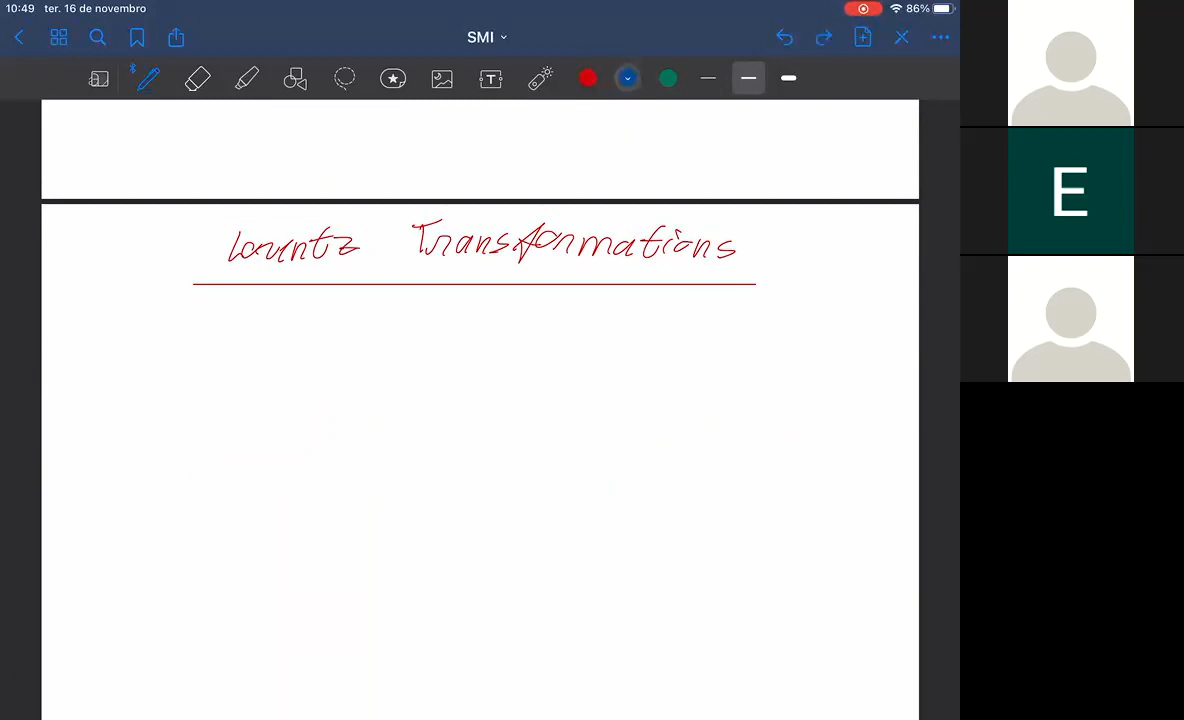 10:49 ter. 16 de novembro
86%
SMI
T
E
Lorentz Transformations